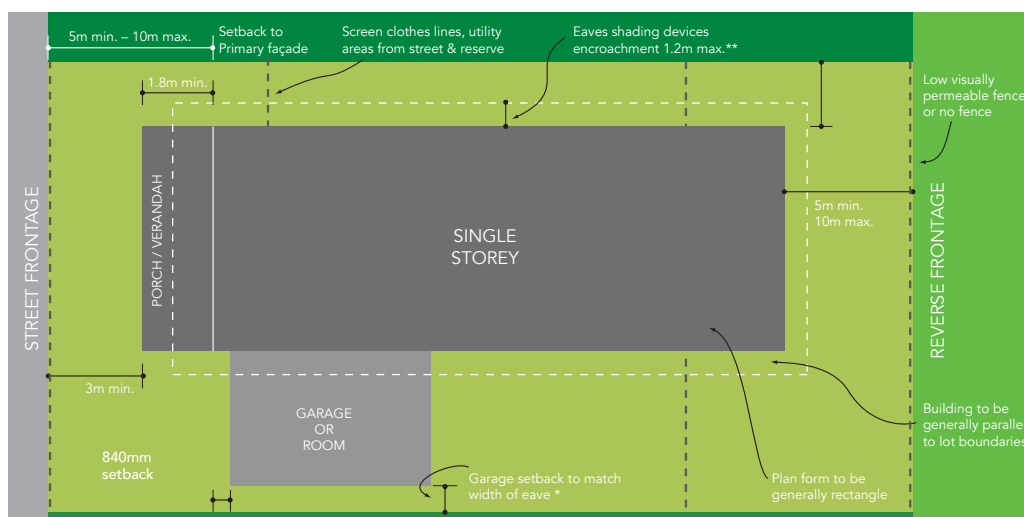 5m min. – 10m max.
Setback to
Primary façade
Screen clothes lines, utility
areas from street & reserve
Eaves shading devices
encroachment 1.2m max.**
Low visually
permeable fence
or no fence
1.8m min.
STREET FRONTAGE
PORCH / VERANDAH
SINGLE
STOREY
5m min.
10m max.
REVERSE FRONTAGE
3m min.
GARAGE
OR
ROOM
840mm
setback
Garage setback to match
width of eave *
Plan form to be
generally rectangle
Building to be
generally paralle
to lot boundaries